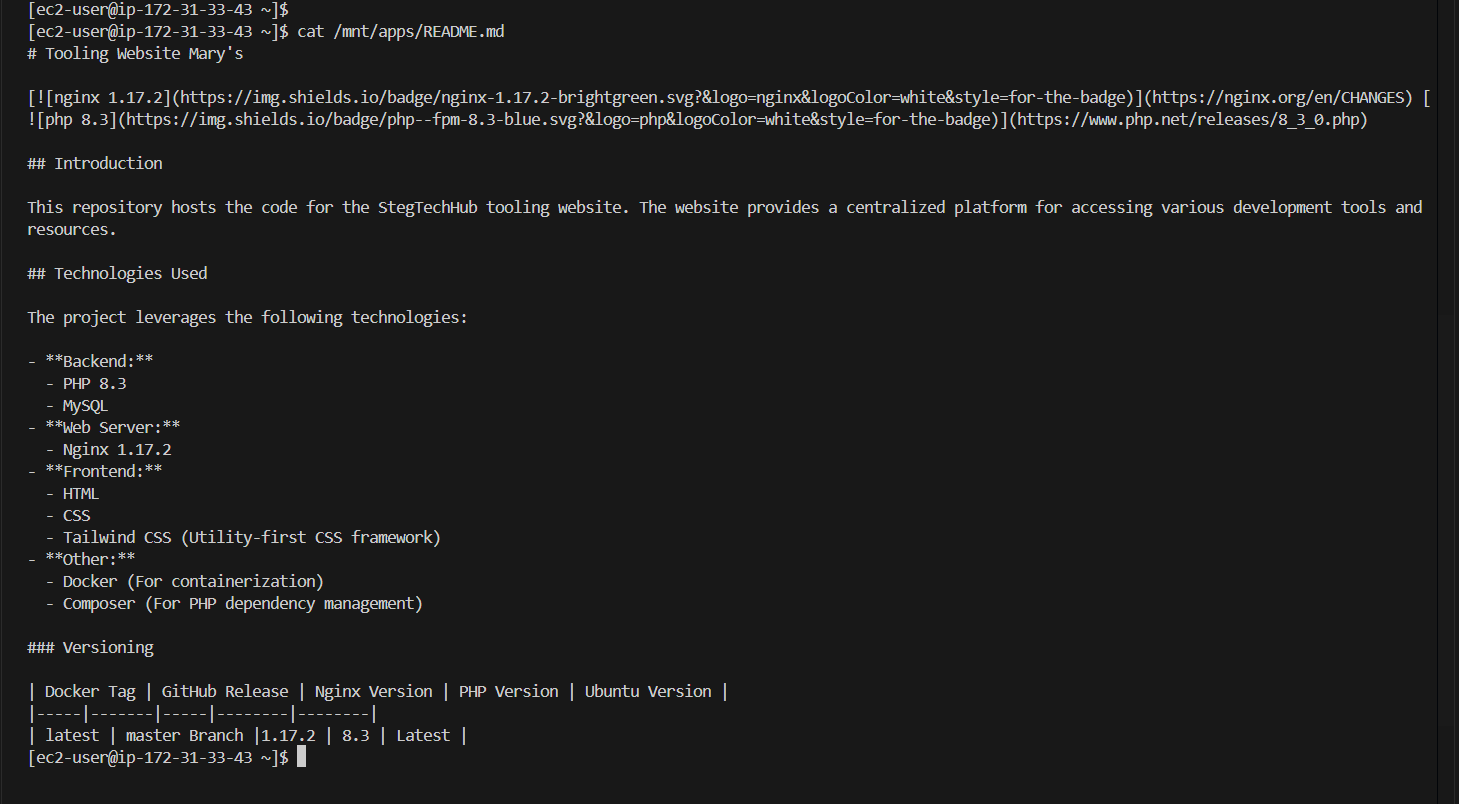 [ec2-user@ip-172-31-33-43 ~]$
[ec2-user@ip-172-31-33-43 ~]$ cat /mnt/apps/README.md
# Tooling Website Mary's

[![nginx 1.17.2](https://img.shields.io/badge/nginx-1.17.2-brightgreen.svg?&logo=nginx&logoColor=white&style=for-the-badge)](https://nginx.org/en/CHANGES) [
![php 8.3](https://img.shields.io/badge/php--fpm-8.3-blue.svg?&logo=php&logoColor=white&style=for-the-badge)](https://www.php.net/releases/8_3_0.php)

## Introduction

This repository hosts the code for the StegTechHub tooling website. The website provides a centralized platform for accessing various development tools and
resources.

## Technologies Used

The project leverages the following technologies:

- **Backend:**
  - PHP 8.3
  - MySQL
- **Web Server:**
  - Nginx 1.17.2
- **Frontend:**
  - HTML
  - CSS
  - Tailwind CSS (Utility-first CSS framework)
- **Other:**
  - Docker (For containerization)
  - Composer (For PHP dependency management)

### Versioning

| Docker Tag | GitHub Release | Nginx Version | PHP Version | Ubuntu Version |
|-----|-------|-----|--------|--------|
| latest | master Branch |1.17.2 | 8.3 | Latest |
[ec2-user@ip-172-31-33-43 ~]$